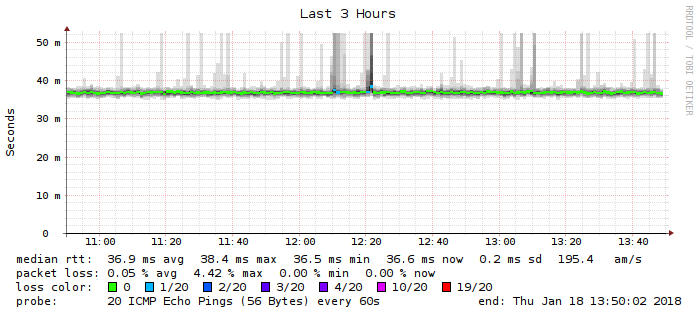 Last 3 Hours
RRDTOOL / TOBI OETIKER
Seconds
50 m
40 m
30 m
20 m
10 m
0
11:00 11:20 11:40 12:00 12:20 12:40 13:00 13:20 13:40
median rtt: 36.9 ms avg 38.4 ms max 36.5 ms min 36.6 ms now 0.2 ms sd 195.4 am/s
packet loss: 0.05 % avg 4.42 % max 0.00 % min 0.00 % now
loss color: 0 1/20 2/20 3/20 4/20 10/20 19/20
probe: 20 ICMP Echo Pings (56 Bytes) every 60s end: Thu Jan 18 13:50:02 2018